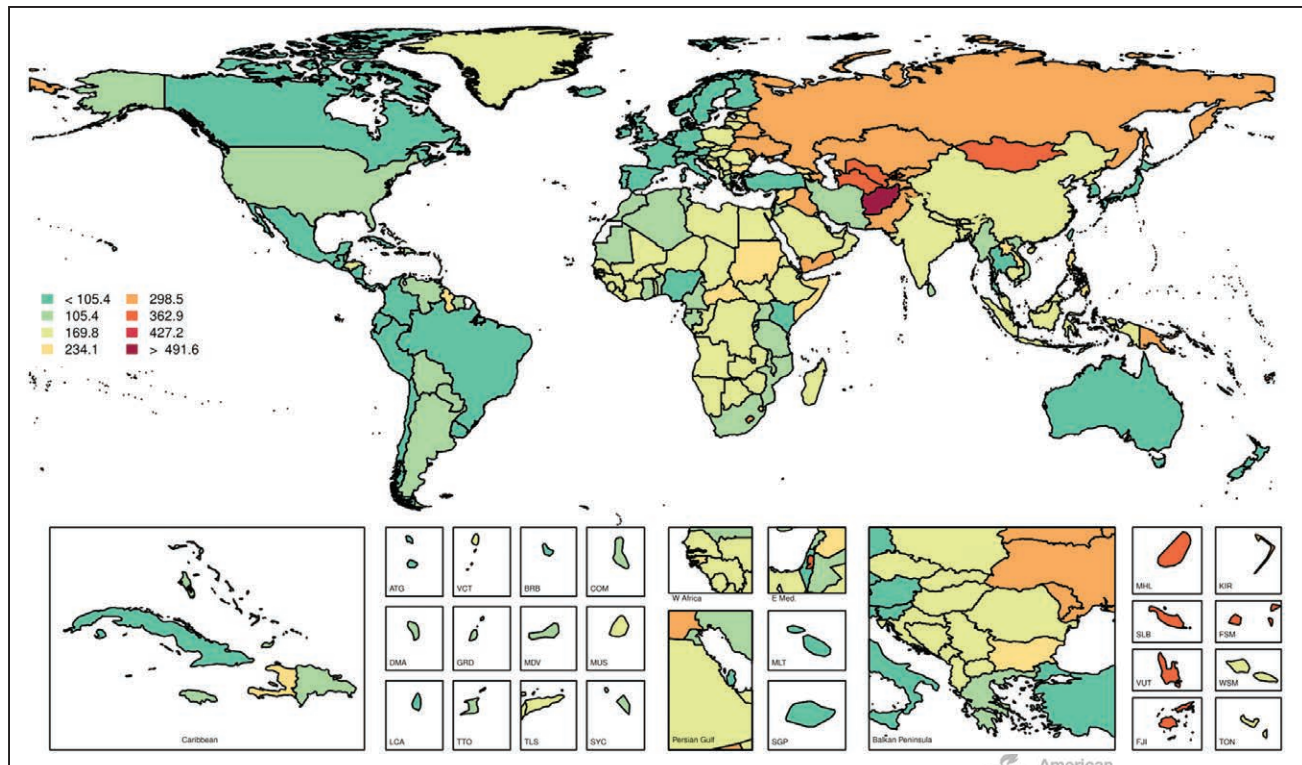 < 105.4 298.5
105.4 362.9
169.8 427.2
234.1 > 491.6
Caribbean
ATG VCT BRB COM
DMA GRD MDV MUS
LCA TTO TLS SYC
W Africa E Med.
Persian Gulf
MLT
SGP
Balkan Peninsula
MHL KIR
SLB FSM
VUT WSM
FJI TON
American